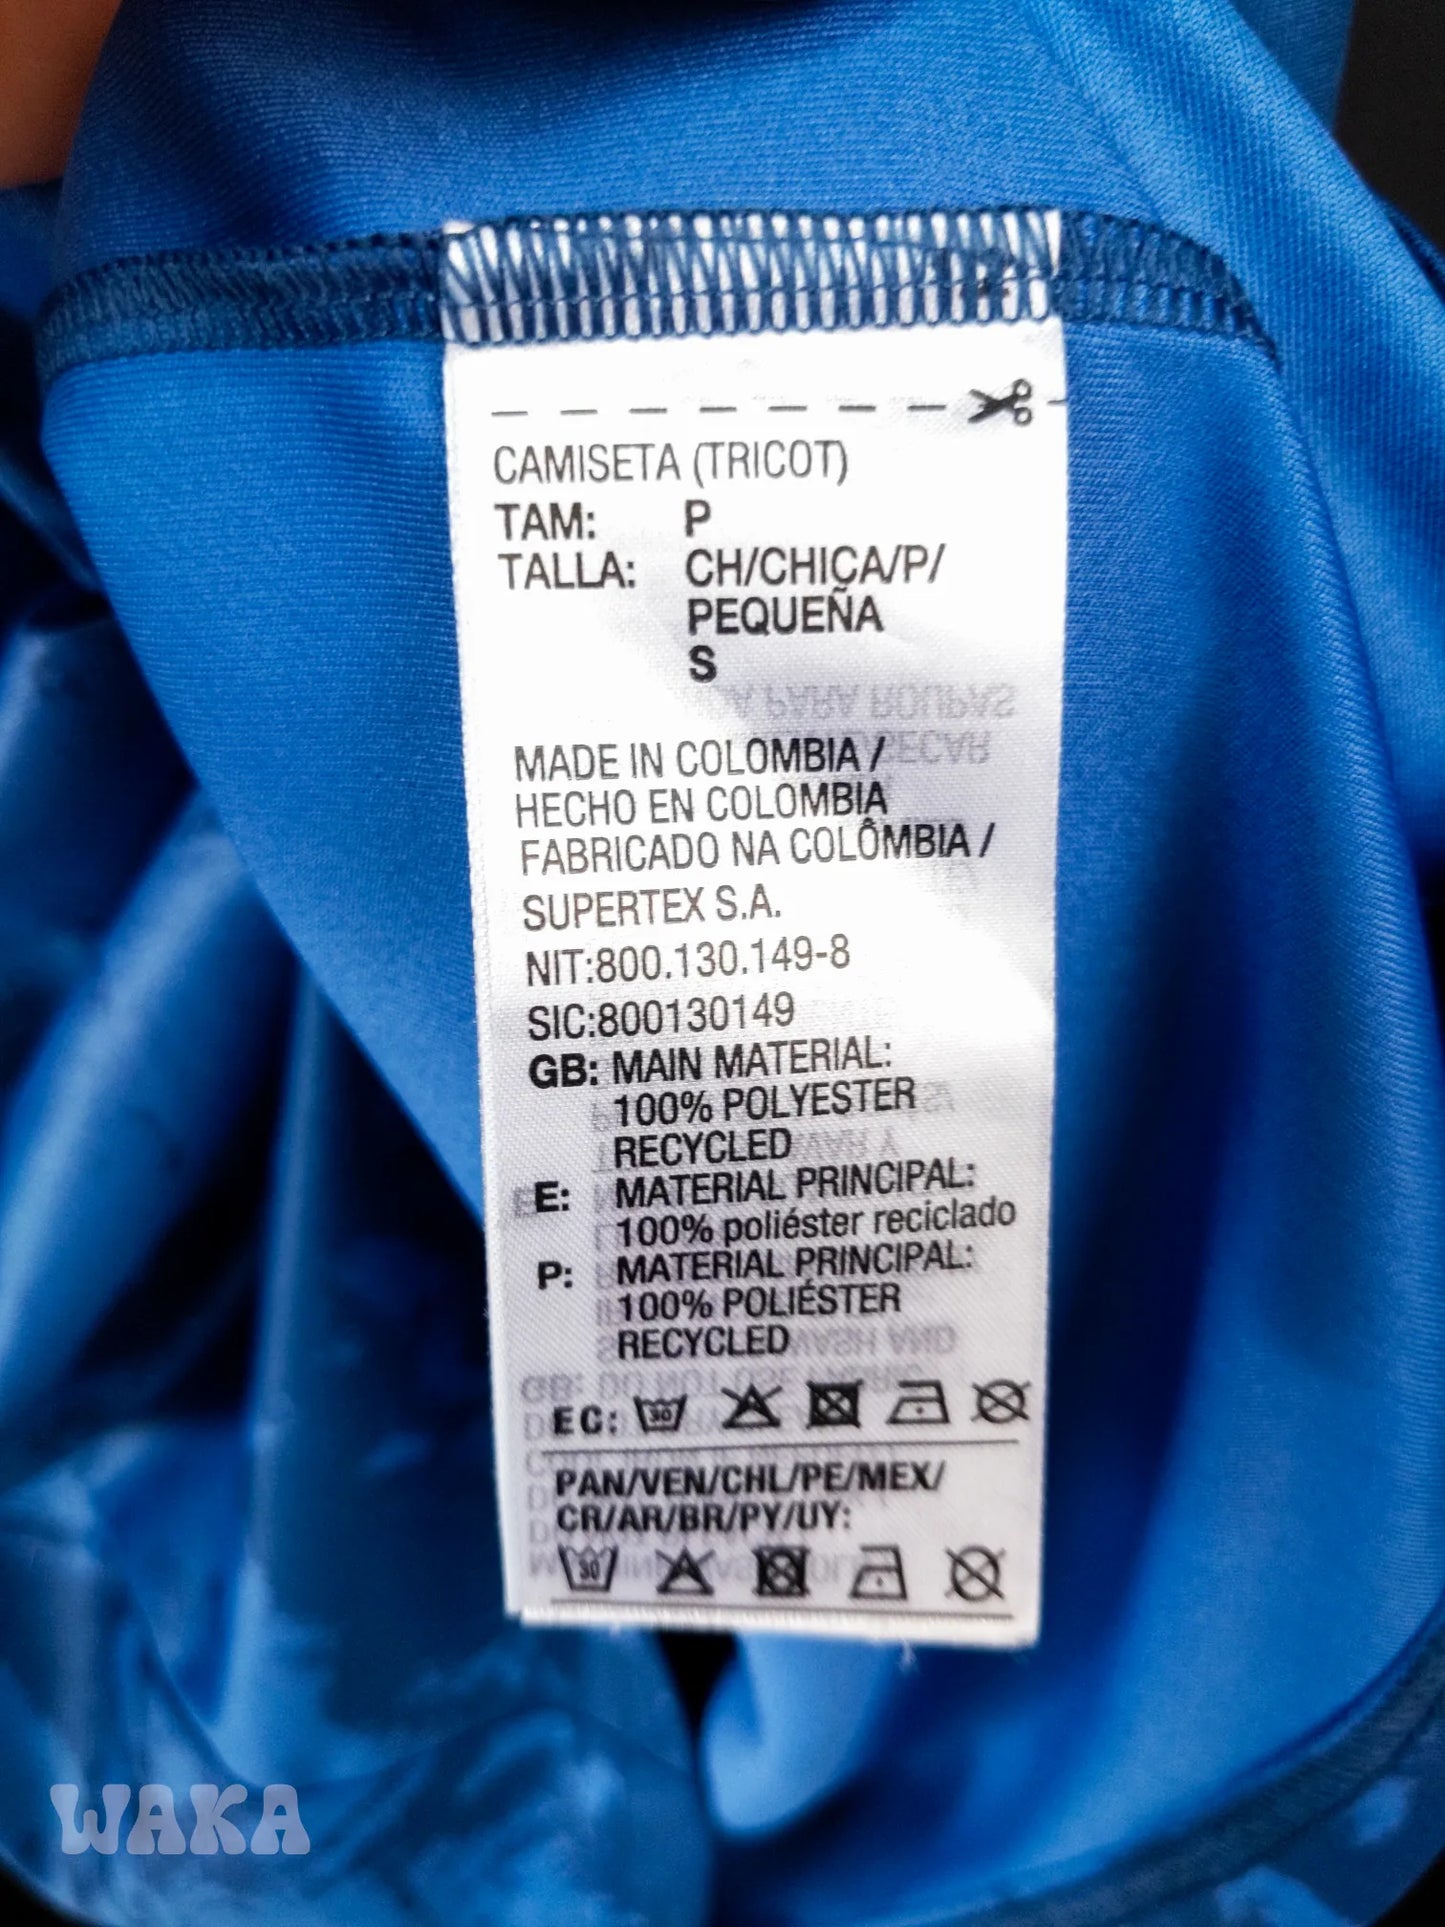 CAMISETA (TRICOT)
TAM: P
TALLA: CH/CHICA/P/
PEQUEÑA
S
MADE IN COLOMBIA /
HECHO EN COLOMBIA
FABRICADO NA COLÔMBIA /
SUPERTEX S.A.
NIT:800.130.149-8
SIC:800130149
GB: MAIN MATERIAL:
100% POLYESTER
RECYCLED
E: MATERIAL PRINCIPAL:
100% poliéster reciclado
P: MATERIAL PRINCIPAL:
100% POLIÉSTER
RECYCLED
EC: 30
PAN/VEN/CHL/PE/MEX/
CR/AR/BR/PY/UY:
30
WAKA